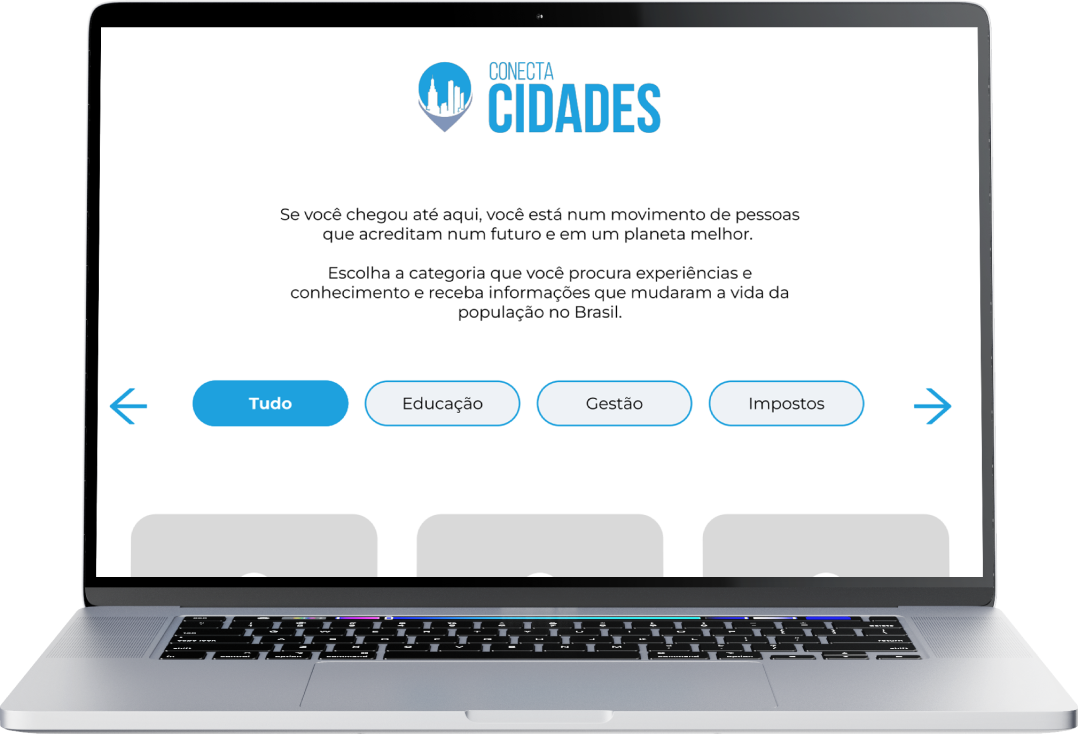 CONECTA
CIDADES
Se você chegou até aqui, você está num movimento de pessoas
que acreditam num futuro e em um planeta melhor.
Escolha a categoria que você procura experiências e
conhecimento e receba informações que mudaram a vida da
população no Brasil.
Tudo
Educação
Gestão
Impostos